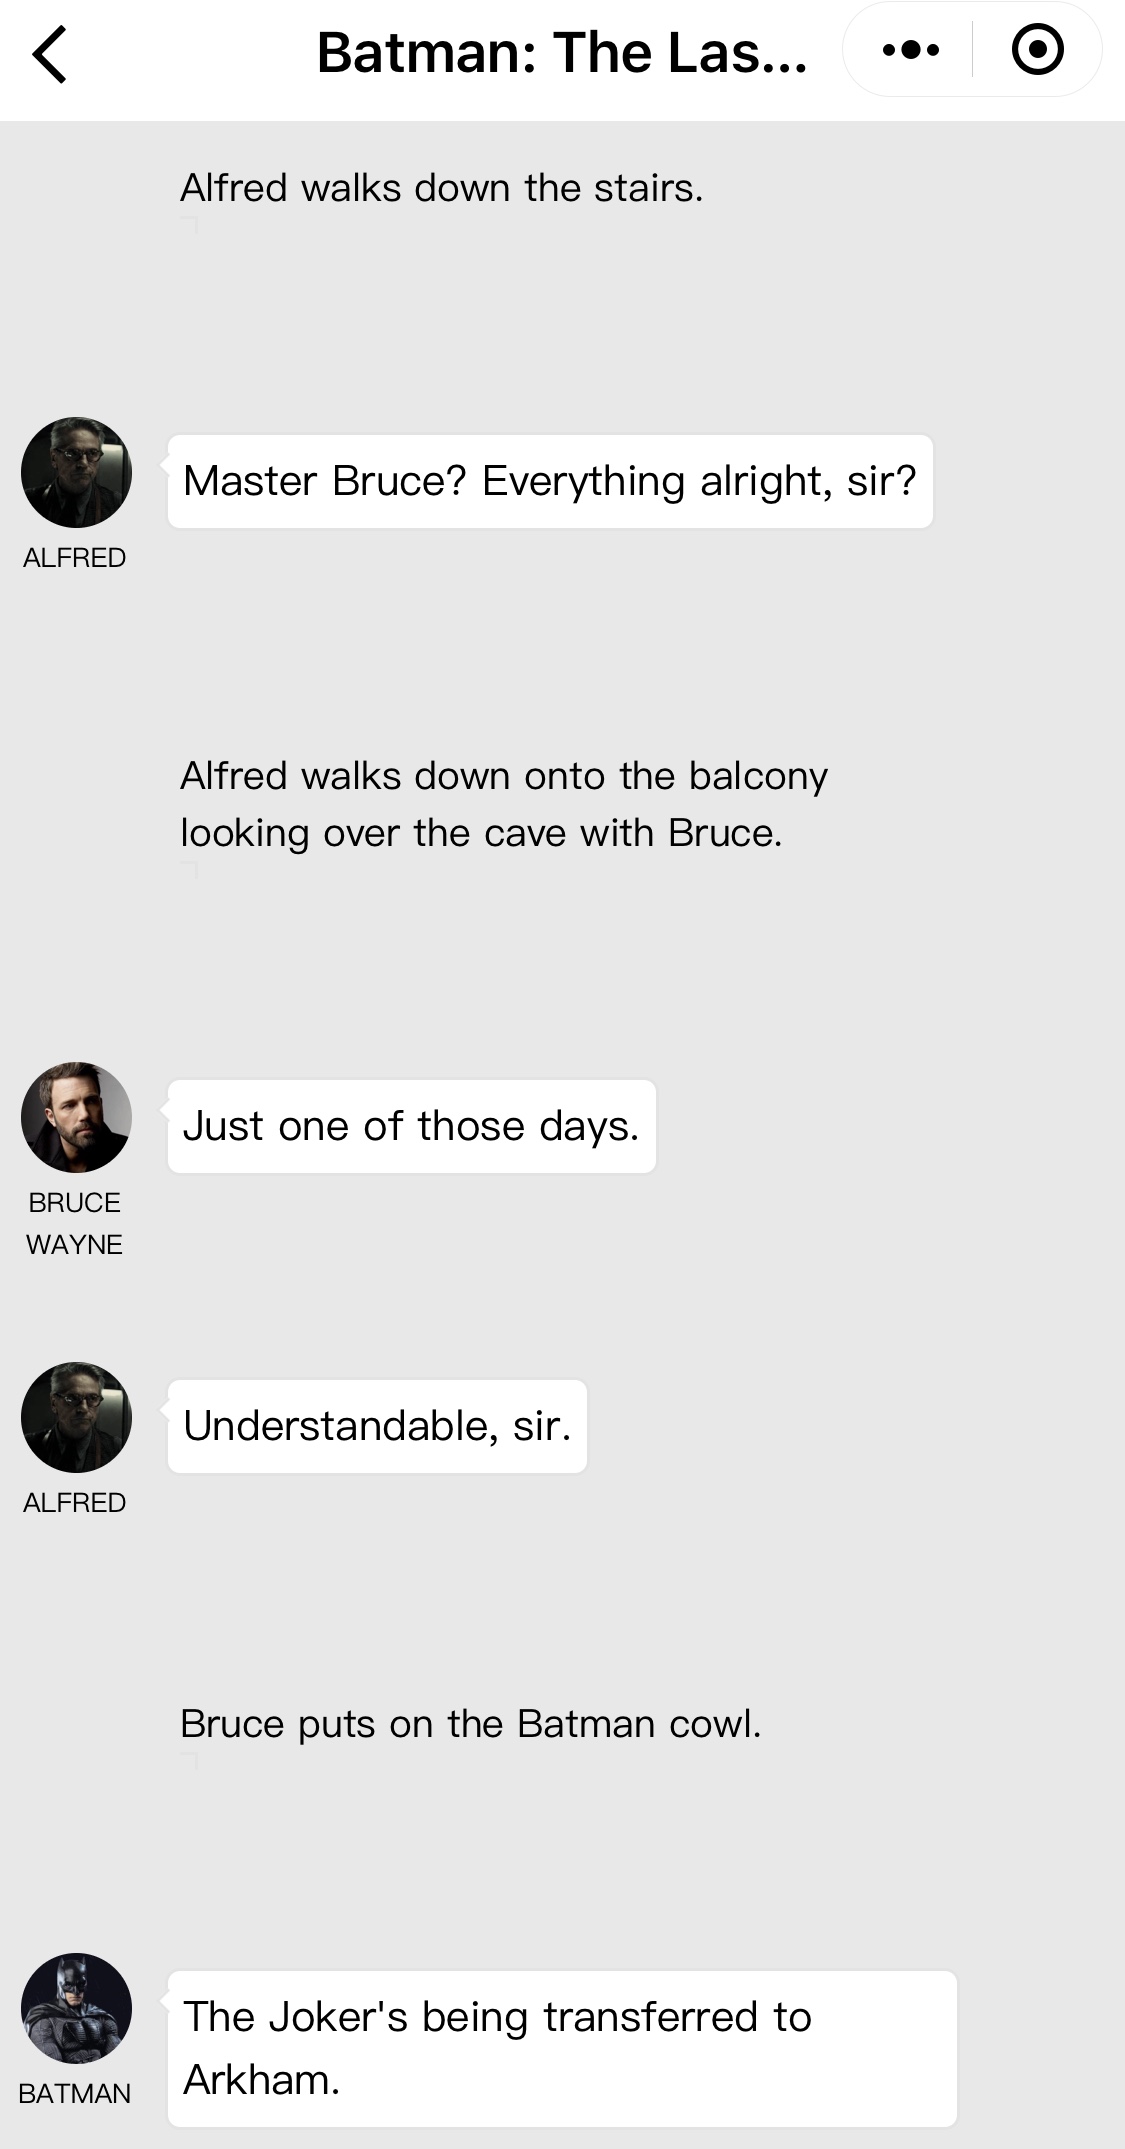 Batman: The Las...
Alfred walks down the stairs.
Master Bruce? Everything alright, sir?
ALFRED
Alfred walks down onto the balcony
looking over the cave with Bruce.
Just one of those days.
BRUCE
WAYNE
Understandable, sir.
ALFRED
Bruce puts on the Batman cowl.
The Joker's being transferred to
Arkham.
BATMAN